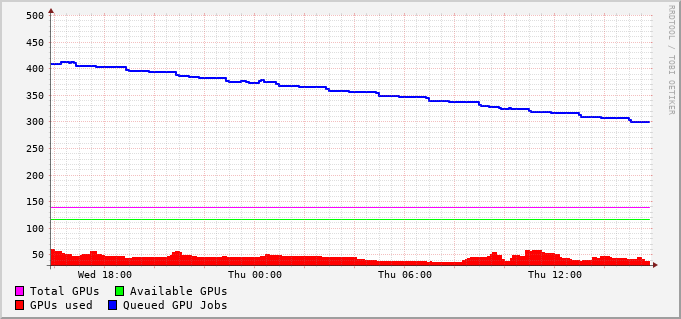 500
450
400
350
300
250
200
150
100
50
Wed 18:00 Thu 00:00 Thu 06:00 Thu 12:00
Total GPUs Available GPUs
GPUs used Queued GPU Jobs
RRDTOOL / TOBI OETIKER